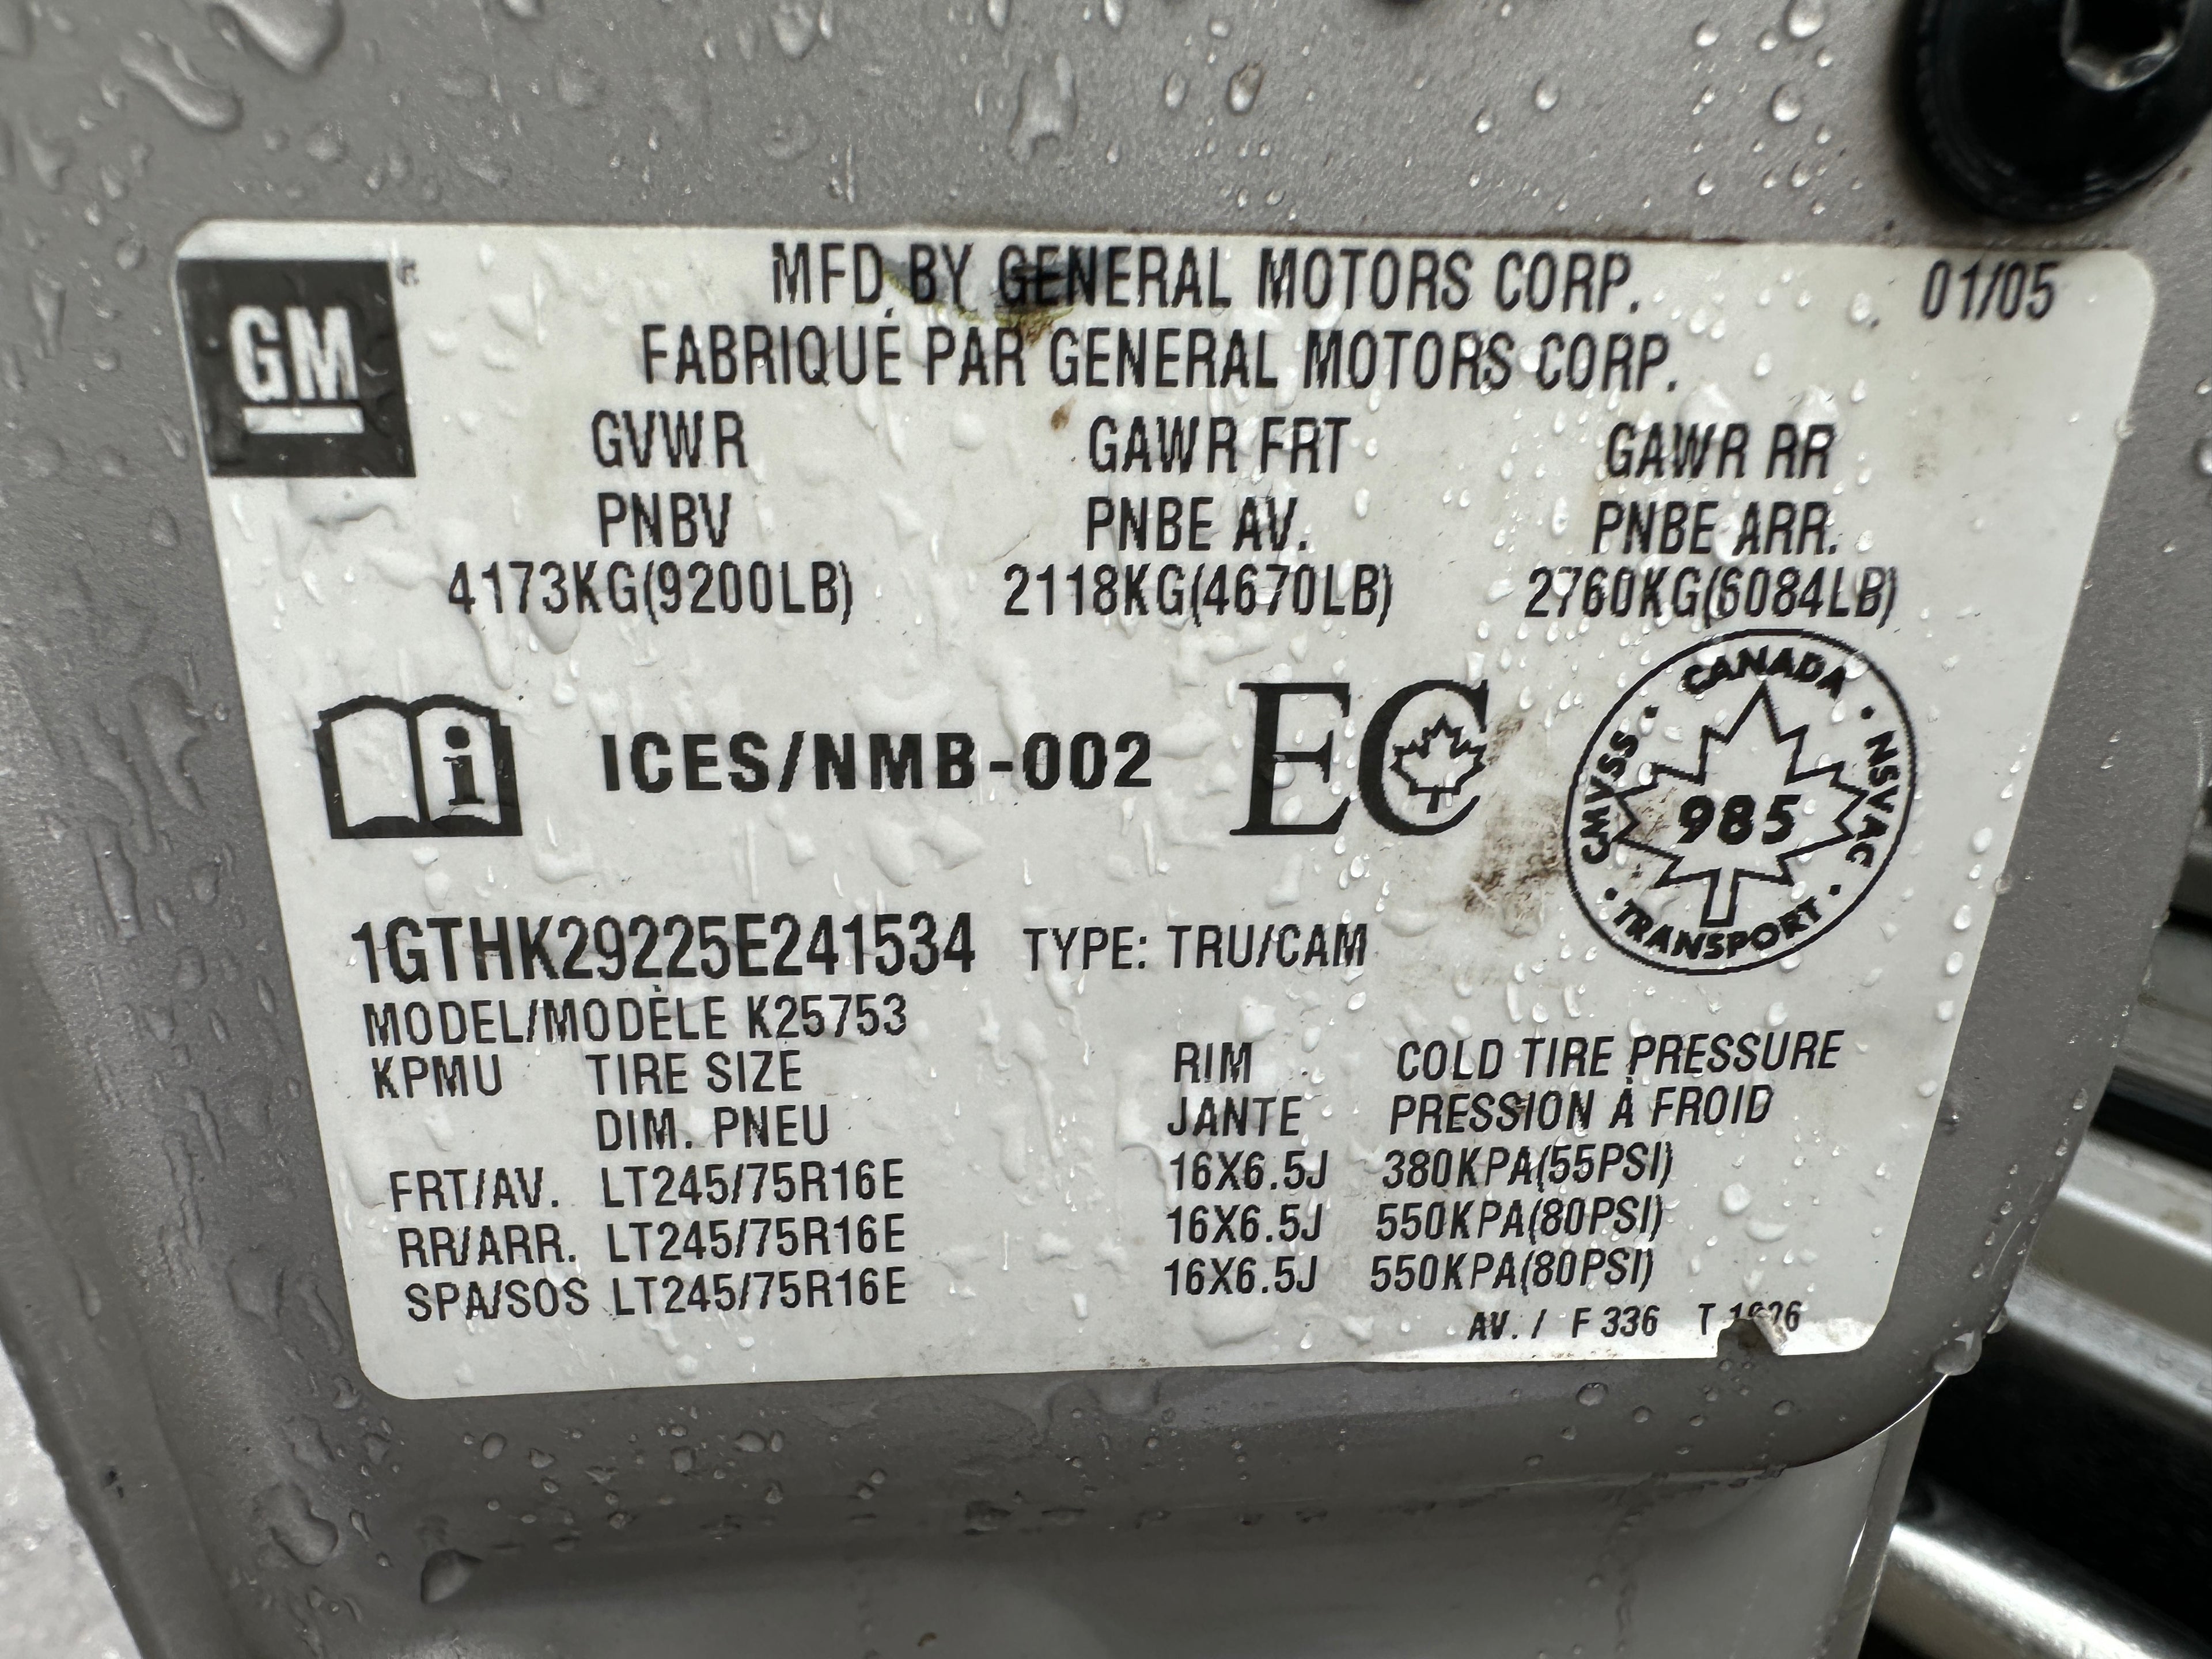 GM
MFD BY GENERAL MOTORS CORP. 01/05
FABRIQUÉ PAR GENERAL MOTORS CORP.
GVWR GAWR FRT GAWR RR
PNBV PNBE AV. PNBE ARR.
4173KG(9200LB) 2118KG(4670LB) 2760KG(6084LB)
i ICES/NMB-002 EC
CANADA • NSVAC • TRANSPORT • CMVSS •
985
1GTHK29225E241534 TYPE: TRU/CAM
MODEL/MODÈLE K25753
KPMU TIRE SIZE RIM COLD TIRE PRESSURE
DIM. PNEU JANTE PRESSION À FROID
FRT/AV. LT245/75R16E 16X6.5J 380KPA(55PSI)
RR/ARR. LT245/75R16E 16X6.5J 550KPA(80PSI)
SPA/SOS LT245/75R16E 16X6.5J 550KPA(80PSI)
AV. / F 336 T